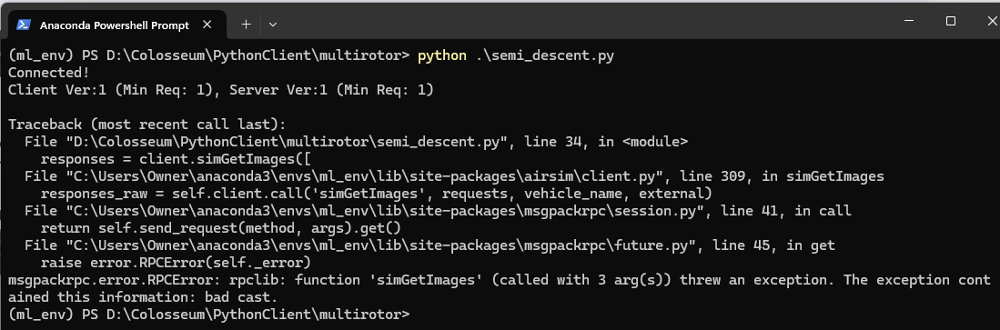 Anaconda Powershell Prompt
(ml_env) PS D:\Colosseum\PythonClient\multirotor> python .\semi_descent.py
Connected!
Client Ver:1 (Min Req: 1), Server Ver:1 (Min Req: 1)
Traceback (most recent call last):
  File "D:\Colosseum\PythonClient\multirotor\semi_descent.py", line 34, in <module>
    responses = client.simGetImages([
  File "C:\Users\Owner\anaconda3\envs\ml_env\lib\site-packages\airsim\client.py", line 309, in simGetImages
    responses_raw = self.client.call('simGetImages', requests, vehicle_name, external)
  File "C:\Users\Owner\anaconda3\envs\ml_env\lib\site-packages\msgpackrpc\session.py", line 41, in call
    return self.send_request(method, args).get()
  File "C:\Users\Owner\anaconda3\envs\ml_env\lib\site-packages\msgpackrpc\future.py", line 45, in get
    raise error.RPCError(self._error)
msgpackrpc.error.RPCError: rpclib: function 'simGetImages' (called with 3 arg(s)) threw an exception. The exception cont
ained this information: bad cast.
(ml_env) PS D:\Colosseum\PythonClient\multirotor>